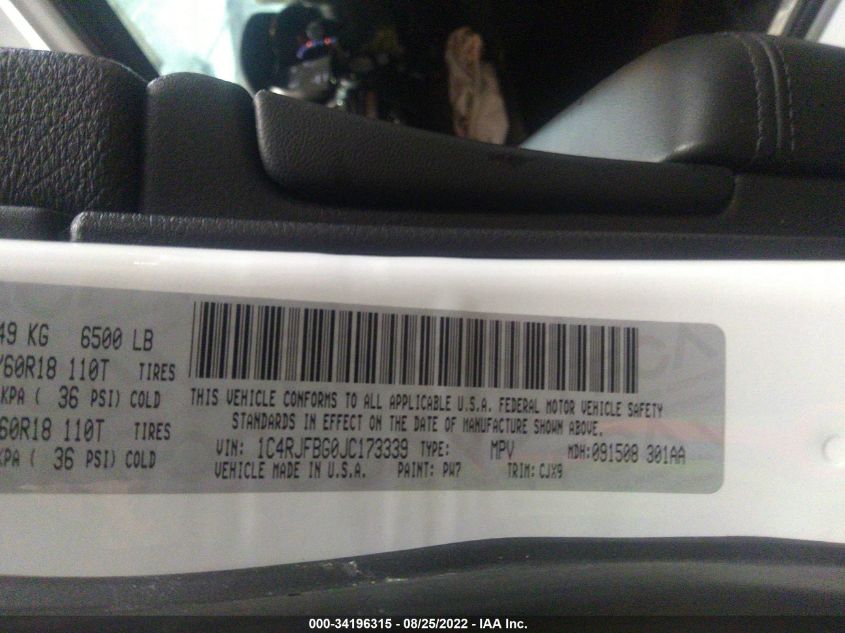 49 KG 6500 LB
/60R18 110T TIRES
KPA ( 36 PSI) COLD
60R18 110T TIRES
KPA ( 36 PSI) COLD
THIS VEHICLE CONFORMS TO ALL APPLICABLE U.S.A. FEDERAL MOTOR VEHICLE SAFETY
STANDARDS IN EFFECT ON THE DATE OF MANUFACTURE SHOWN ABOVE.
VIN: 1C4RJFBG0JC173339 TYPE: MPV MDH: 091508 301AA
VEHICLE MADE IN U.S.A. PAINT: PW7 TRIM: CJX9
000-34196315 - 08/25/2022 - IAA Inc.